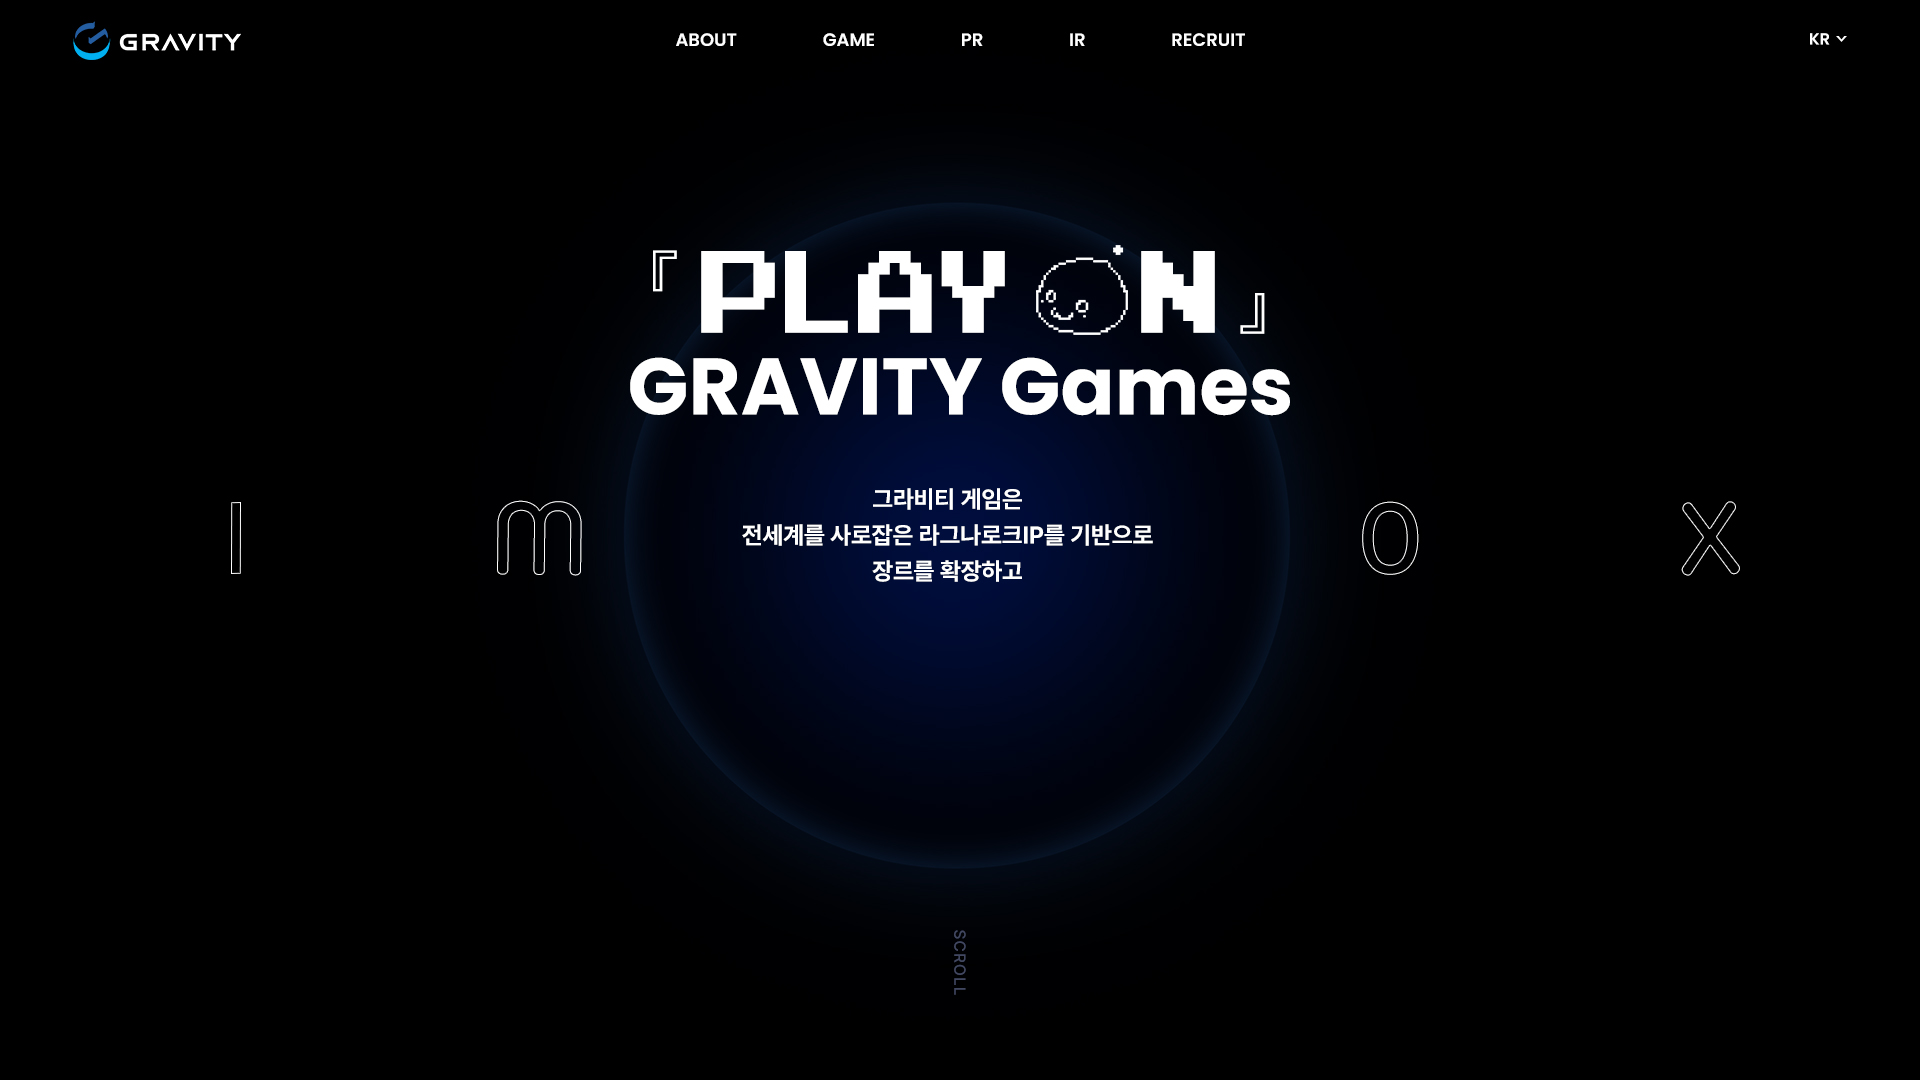 GRAVITY
ABOUT
GAME
PR
IR
RECRUIT
KR
『PLAY ON』
GRAVITY Games
그라비티 게임은
전세계를 사로잡은 라그나로크IP를 기반으로
장르를 확장하고
I m o x
SCROLL